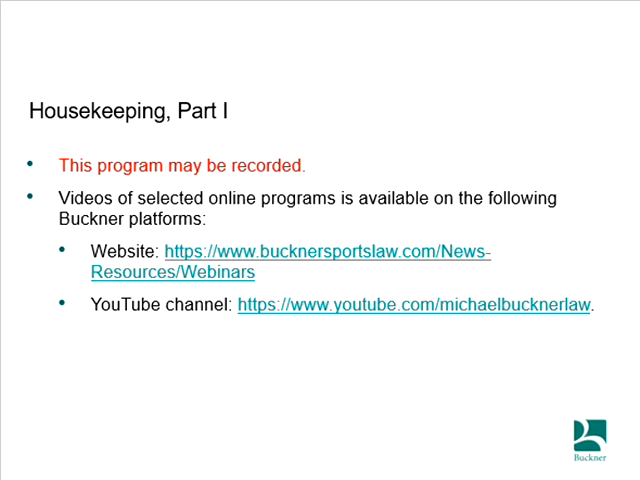 Housekeeping, Part I
• This program may be recorded.
• Videos of selected online programs is available on the following
Buckner platforms:
• Website: https://www.bucknersportslaw.com/News-
Resources/Webinars
• YouTube channel: https://www.youtube.com/michaelbucknerlaw.
Buckner